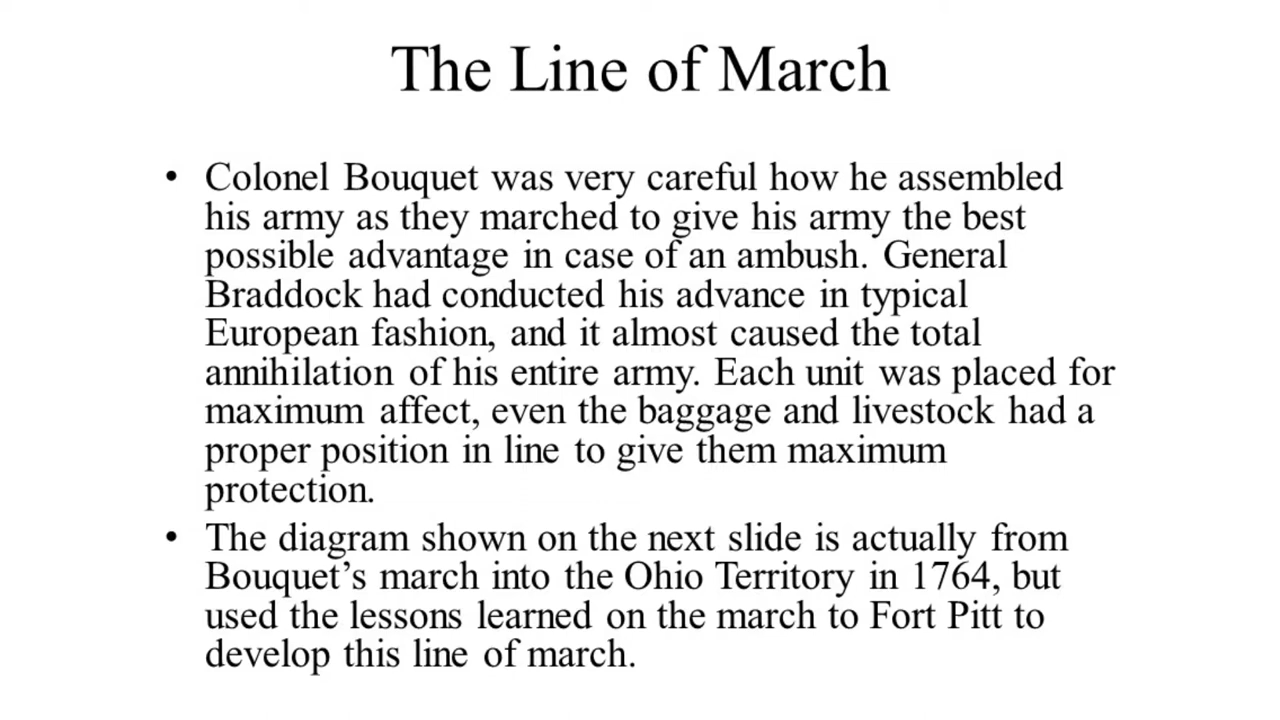 The Line of March
• Colonel Bouquet was very careful how he assembled
his army as they marched to give his army the best
possible advantage in case of an ambush. General
Braddock had conducted his advance in typical
European fashion, and it almost caused the total
annihilation of his entire army. Each unit was placed for
maximum affect, even the baggage and livestock had a
proper position in line to give them maximum
protection.
• The diagram shown on the next slide is actually from
Bouquet’s march into the Ohio Territory in 1764, but
used the lessons learned on the march to Fort Pitt to
develop this line of march.